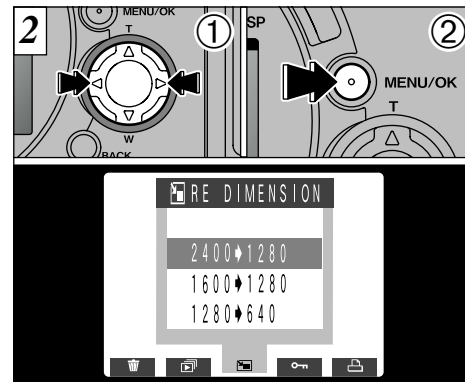 2
MENU/OK
T
W
BACK
①
SP
②
MENU/OK
T
RE DIMENSION
2400➧1280
1600➧1280
1280➧640